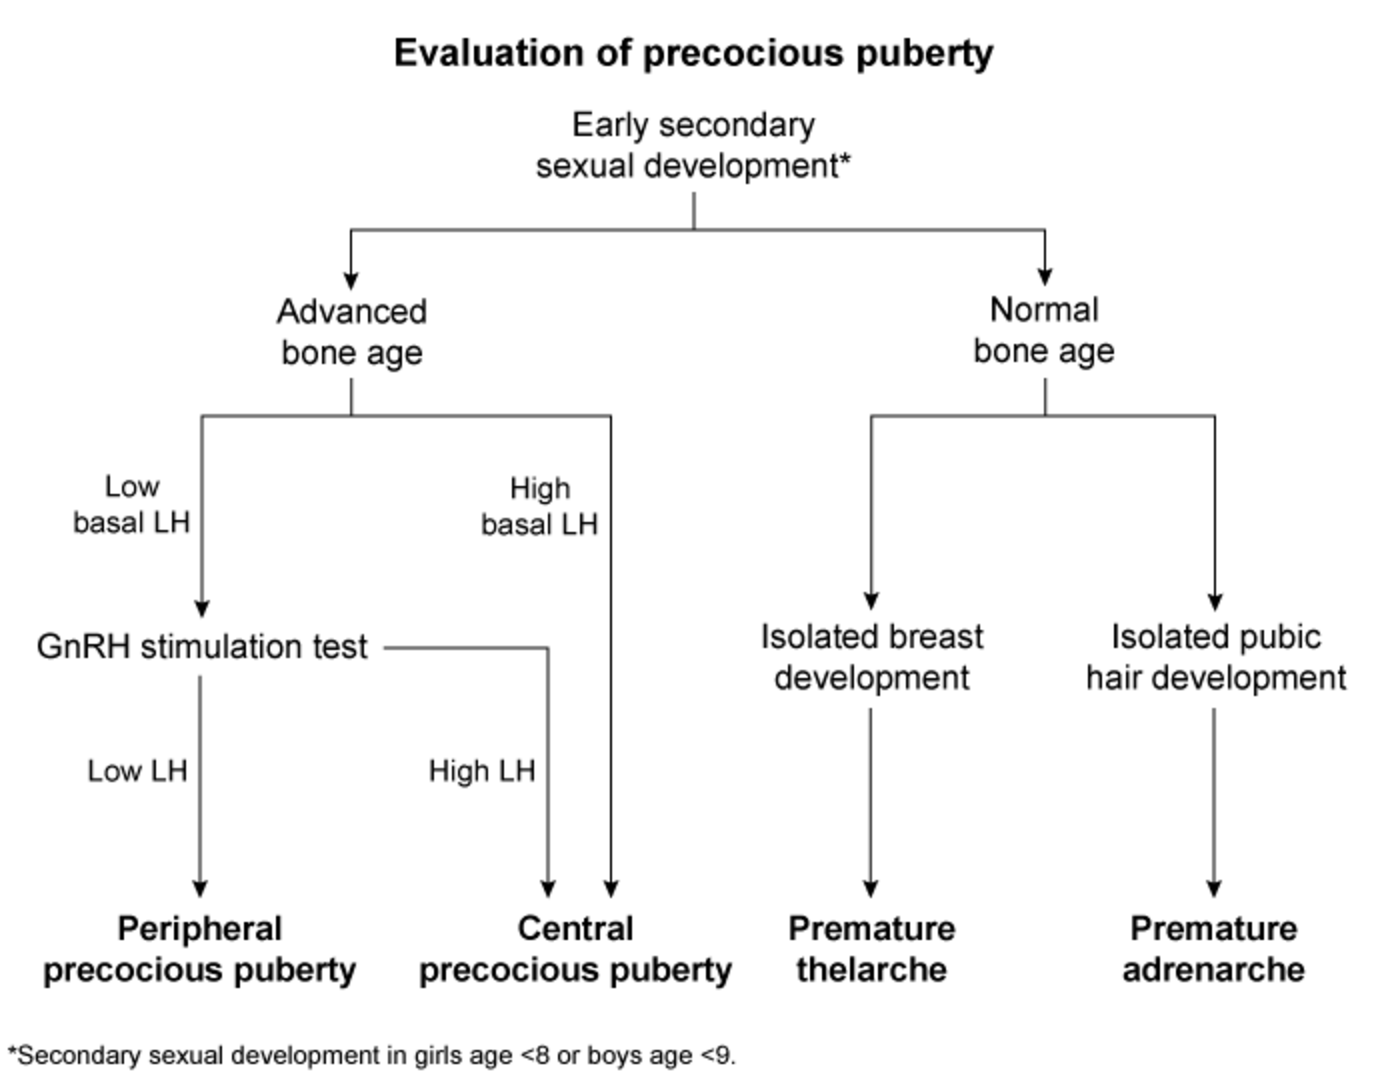 Evaluation of precocious puberty
Early secondary
sexual development*
Advanced
bone age
Normal
bone age
Low
basal LH
High
basal LH
GnRH stimulation test
Isolated breast
development
Isolated pubic
hair development
Low LH
High LH
Peripheral
precocious puberty
Central
precocious puberty
Premature
thelarche
Premature
adrenarche
*Secondary sexual development in girls age <8 or boys age <9.